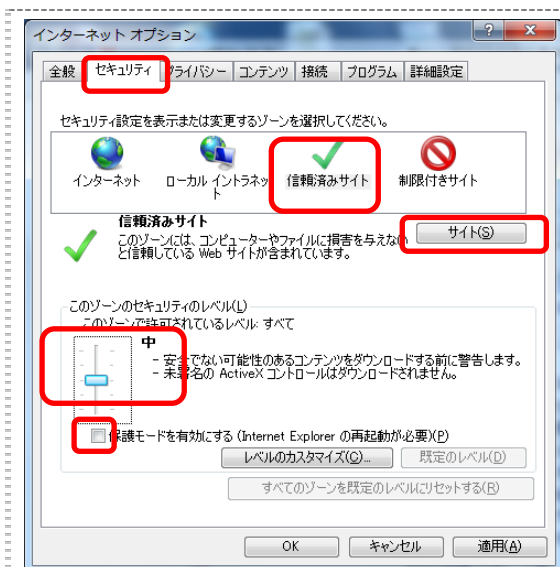 インターネット オプション
全般 セキュリティ プライバシー コンテンツ 接続 プログラム 詳細設定
セキュリティ設定を表示または変更するゾーンを選択してください。
インターネット ローカル イントラネット 信頼済みサイト 制限付きサイト
信頼済みサイト
このゾーンには、コンピューターやファイルに損害を与えない
と信頼している Web サイトが含まれています。
サイト(S)
このゾーンのセキュリティのレベル(L)
このゾーンで許可されているレベル: すべて
中
- 安全でない可能性のあるコンテンツをダウンロードする前に警告します。
- 未署名の ActiveX コントロールはダウンロードされません。
保護モードを有効にする (Internet Explorer の再起動が必要)(P)
レベルのカスタマイズ(C)... 既定のレベル(D)
すべてのゾーンを既定のレベルにリセットする(R)
OK キャンセル 適用(A)